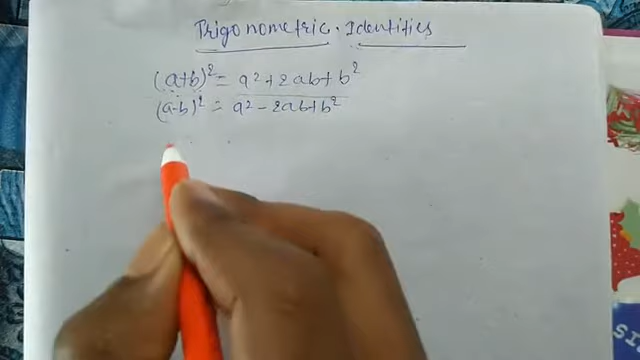 Trigonometric. Identities
(a+b)² = a² + 2ab + b²
(a-b)² = a² - 2ab + b²